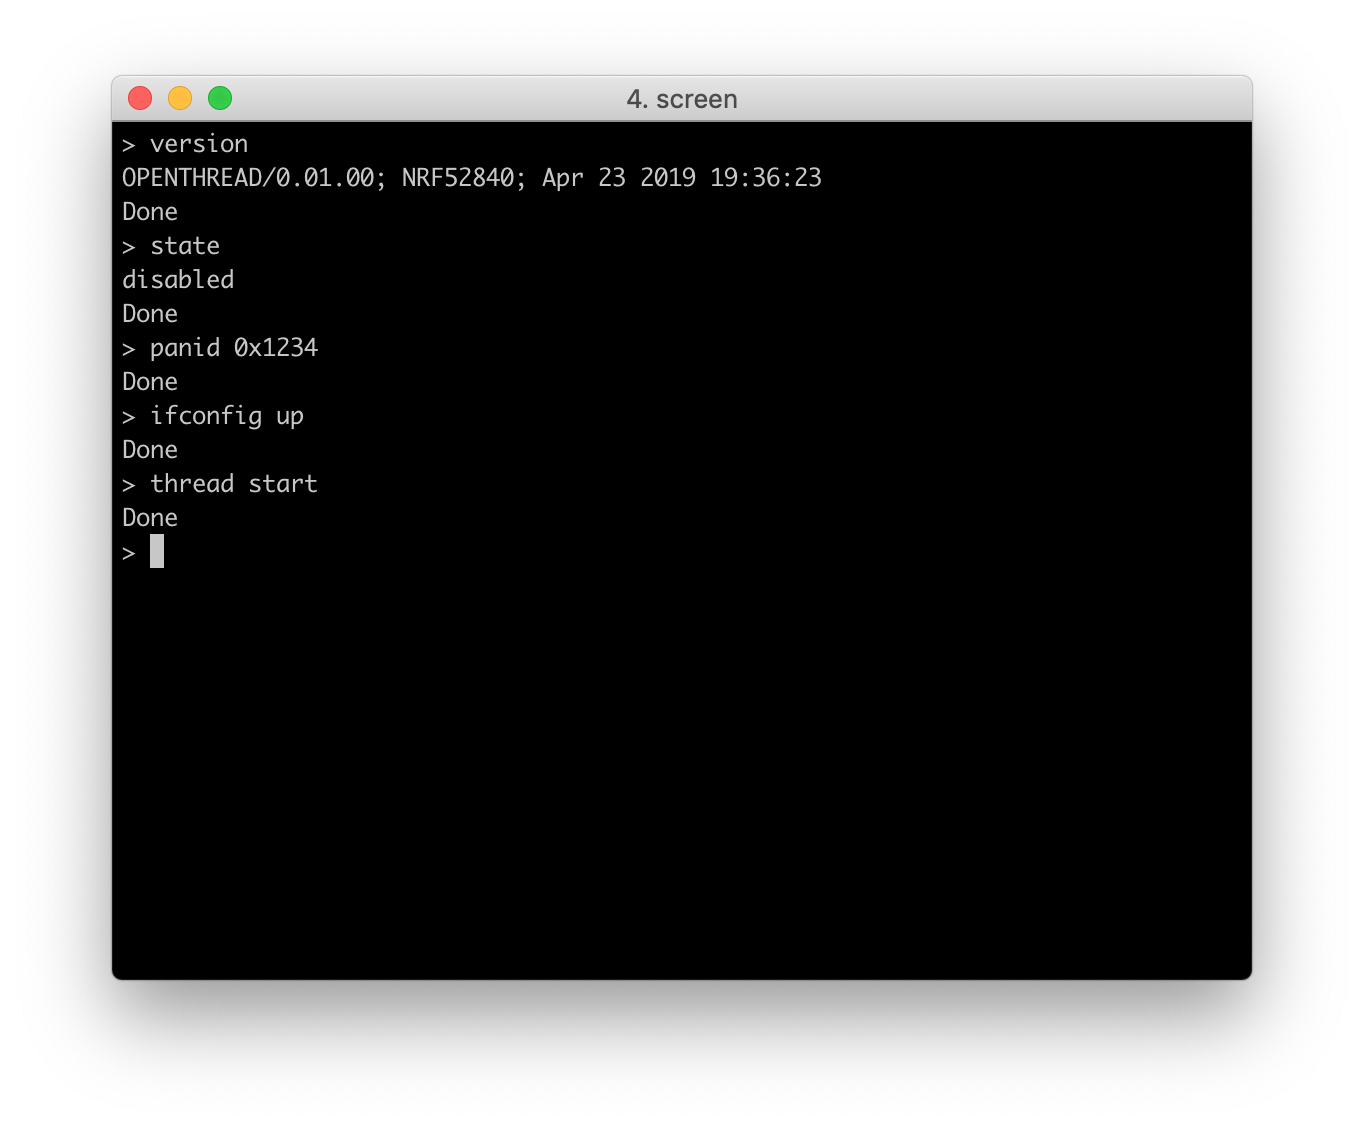 4. screen
> version
OPENTHREAD/0.01.00; NRF52840; Apr 23 2019 19:36:23
Done
> state
disabled
Done
> panid 0x1234
Done
> ifconfig up
Done
> thread start
Done
>